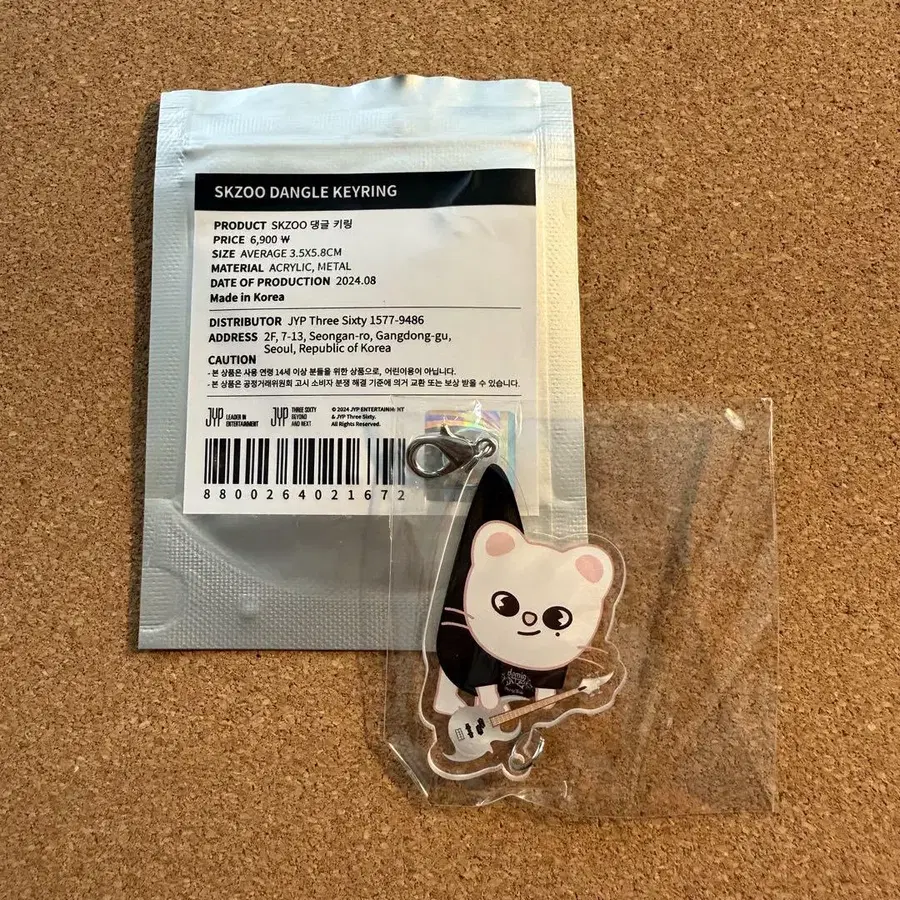 SKZOO DANGLE KEYRING
PRODUCT SKZOO 댕글 키링
PRICE 6,900 ₩
SIZE AVERAGE 3.5X5.8CM
MATERIAL ACRYLIC, METAL
DATE OF PRODUCTION 2024.08
Made in Korea
DISTRIBUTOR JYP Three Sixty 1577-9486
ADDRESS 2F, 7-13, Seongan-ro, Gangdong-gu,
Seoul, Republic of Korea
CAUTION
- 본 상품은 사용 연령 14세 이상 분들을 위한 상품으로, 어린이용이 아닙니다.
- 본 상품은 공정거래위원회 고시 소비자 분쟁 해결 기준에 의거 교환 또는 보상 받을 수 있습니다.
JYP LEADER IN
ENTERTAINMENT
JYP THREE SIXTY
BEYOND
AND NEXT
© 2024 JYP
& JYP Three Sixty.
All Rights Reserved.
8800264021672